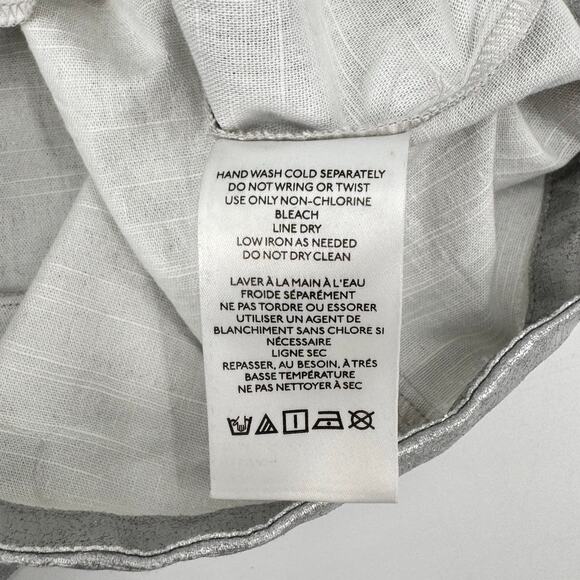 HAND WASH COLD SEPARATELY
DO NOT WRING OR TWIST
USE ONLY NON-CHLORINE
BLEACH
LINE DRY
LOW IRON AS NEEDED
DO NOT DRY CLEAN
LAVER À LA MAIN À L'EAU
FROIDE SÉPARÉMENT
NE PAS TORDRE OU ESSORER
UTILISER UN AGENT DE
BLANCHIMENT SANS CHLORE SI
NÉCESSAIRE
LIGNE SEC
REPASSER, AU BESOIN, À TRÉS
BASSE TEMPÉRATURE
NE PAS NETTOYER À SEC